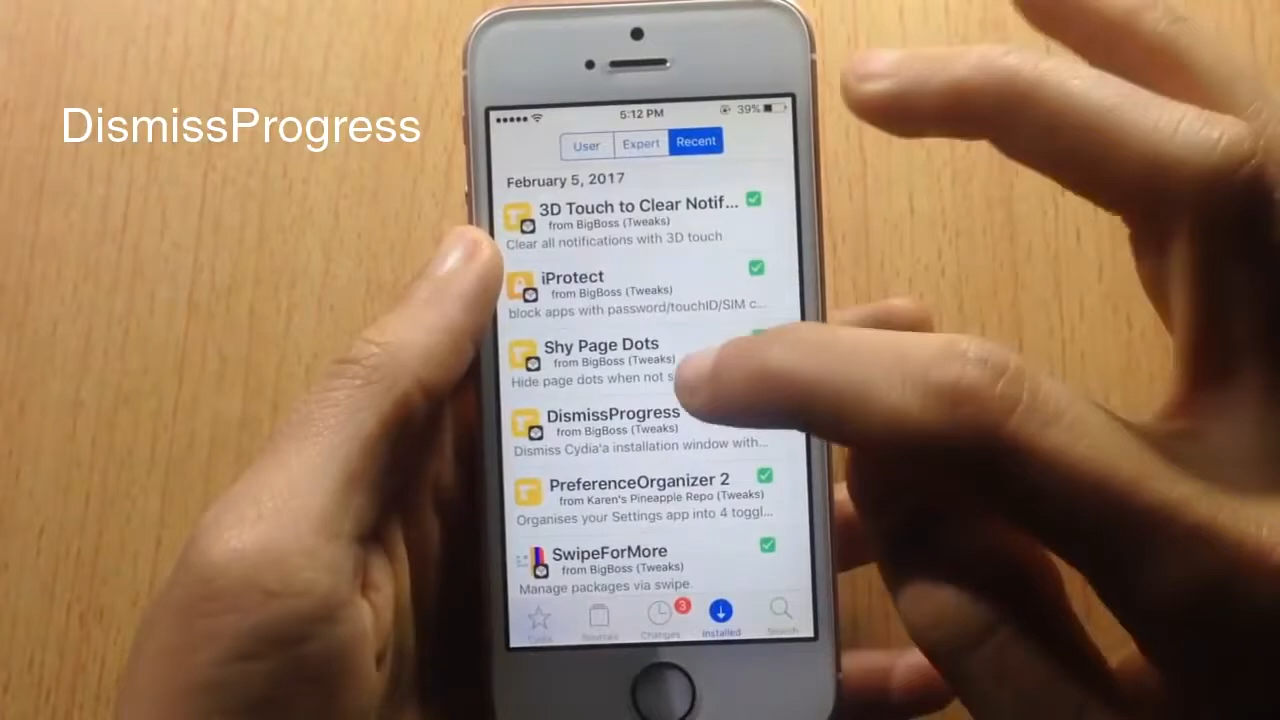 DismissProgress
5:12 PM
39%
User
Expert
Recent
February 5, 2017
3D Touch to Clear Notif...
from BigBoss (Tweaks)
Clear all notifications with 3D touch
iProtect
from BigBoss (Tweaks)
block apps with password/touchID/SIM c...
Shy Page Dots
from BigBoss (Tweaks)
Hide page dots when not
DismissProgress
from BigBoss (Tweaks)
Dismiss Cydia'a installation window with...
PreferenceOrganizer 2
from Karen's Pineapple Repo (Tweaks)
Organises your Settings app into 4 toggl...
SwipeForMore
from BigBoss (Tweaks)
Manage packages via swipe.
3
Cydia
Sources
Changes
Installed
Search